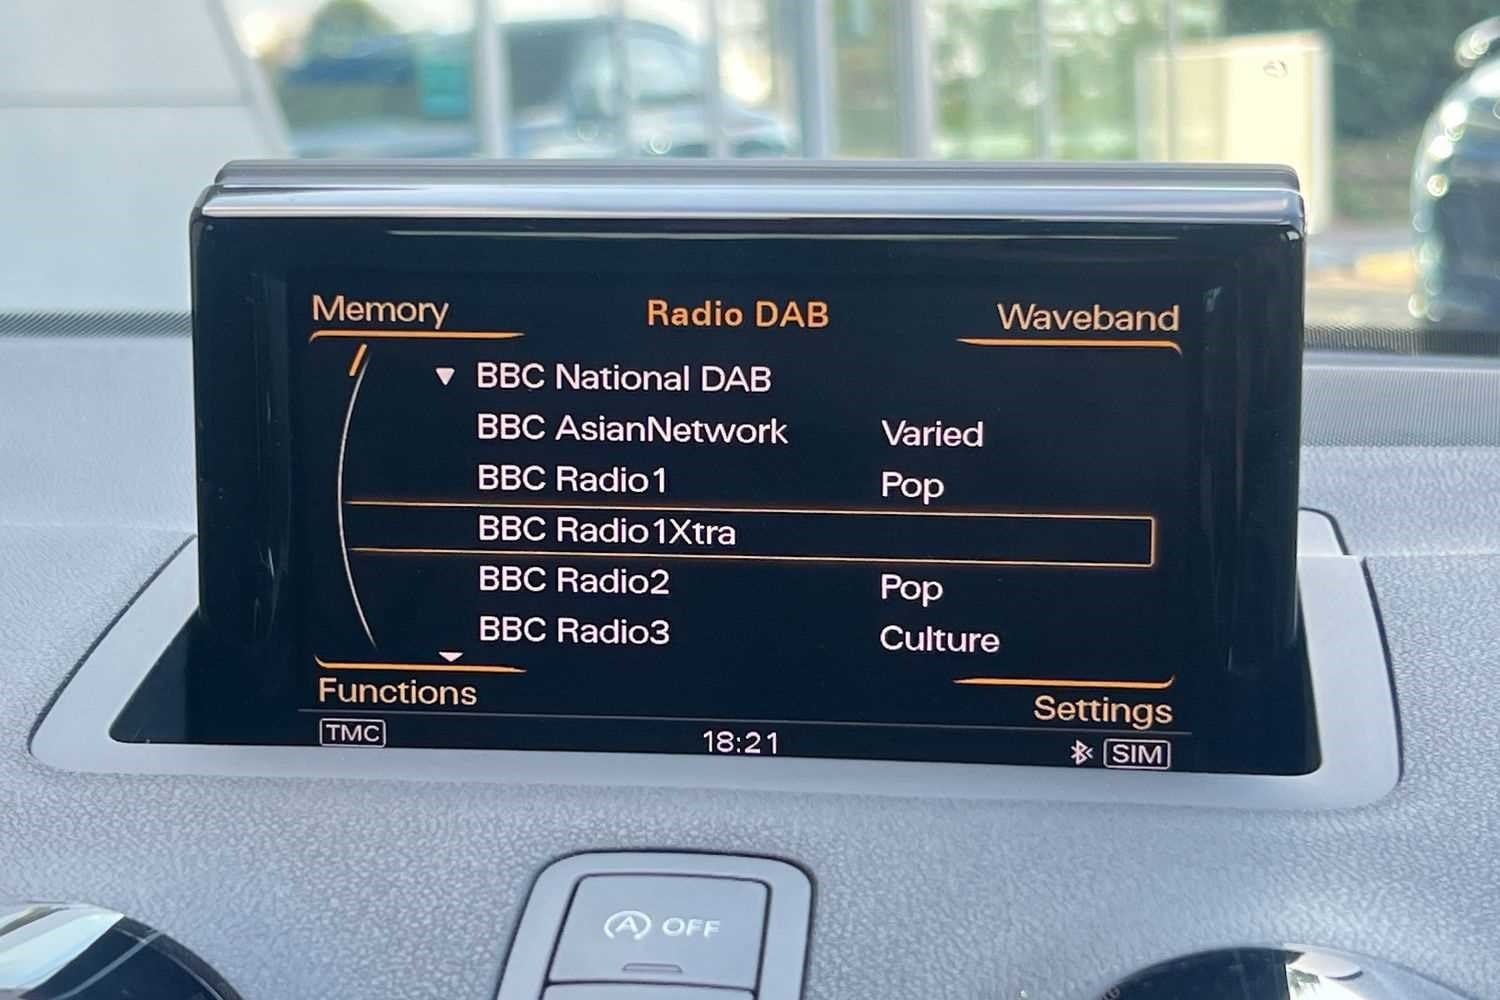 Memory Radio DAB Waveband
BBC National DAB
BBC AsianNetwork Varied
BBC Radio1 Pop
BBC Radio1Xtra
BBC Radio2 Pop
BBC Radio3 Culture
Functions Settings
TMC 18:21 SIM
A OFF